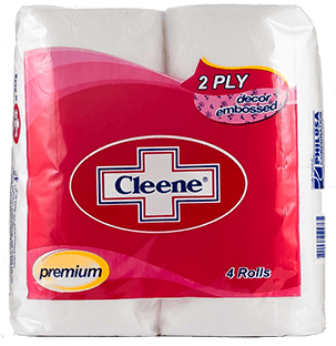 2 PLY
decor
embossed
Cleene®
premium
4 Rolls
PHILUSA